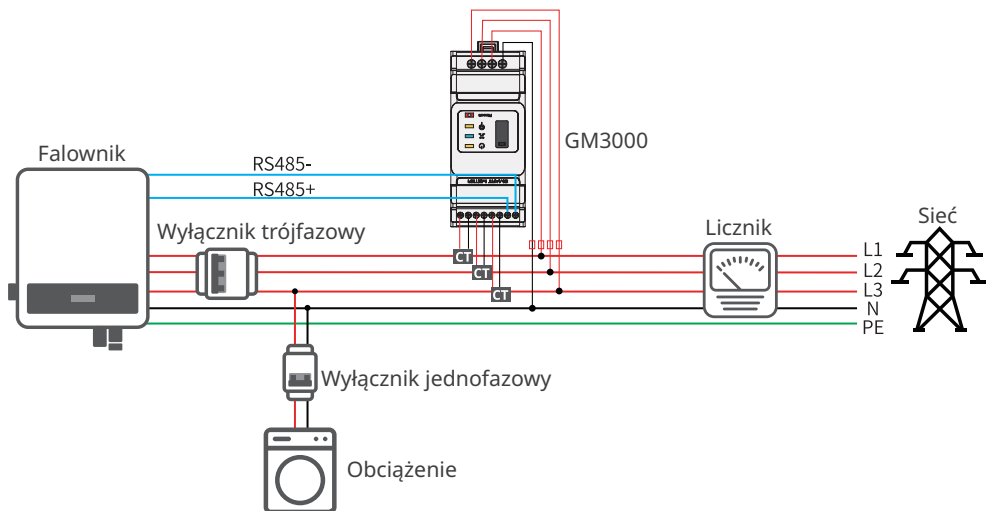 GM3000
Falownik
RS485-
RS485+
Wyłącznik trójfazowy
CT
CT
CT
Licznik
Sieć
L1
L2
L3
N
PE
Wyłącznik jednofazowy
Obciążenie